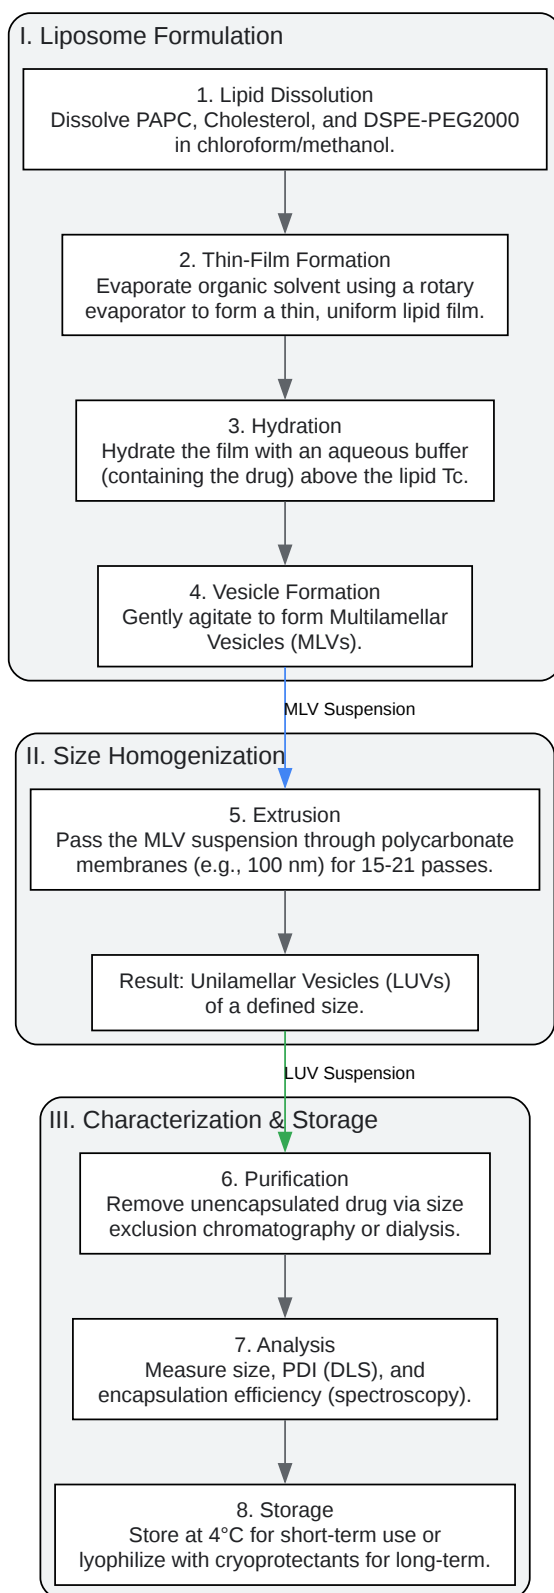 I. Liposome Formulation
1. Lipid Dissolution
Dissolve PAPC, Cholesterol, and DSPE-PEG2000
in chloroform/methanol.
2. Thin-Film Formation
Evaporate organic solvent using a rotary
evaporator to form a thin, uniform lipid film.
3. Hydration
Hydrate the film with an aqueous buffer
(containing the drug) above the lipid Tc.
4. Vesicle Formation
Gently agitate to form Multilamellar
Vesicles (MLVs).
MLV Suspension
II. Size Homogenization
5. Extrusion
Pass the MLV suspension through polycarbonate
membranes (e.g., 100 nm) for 15-21 passes.
Result: Unilamellar Vesicles (LUVs)
of a defined size.
LUV Suspension
III. Characterization & Storage
6. Purification
Remove unencapsulated drug via size
exclusion chromatography or dialysis.
7. Analysis
Measure size, PDI (DLS), and
encapsulation efficiency (spectroscopy).
8. Storage
Store at 4°C for short-term use or
lyophilize with cryoprotectants for long-term.